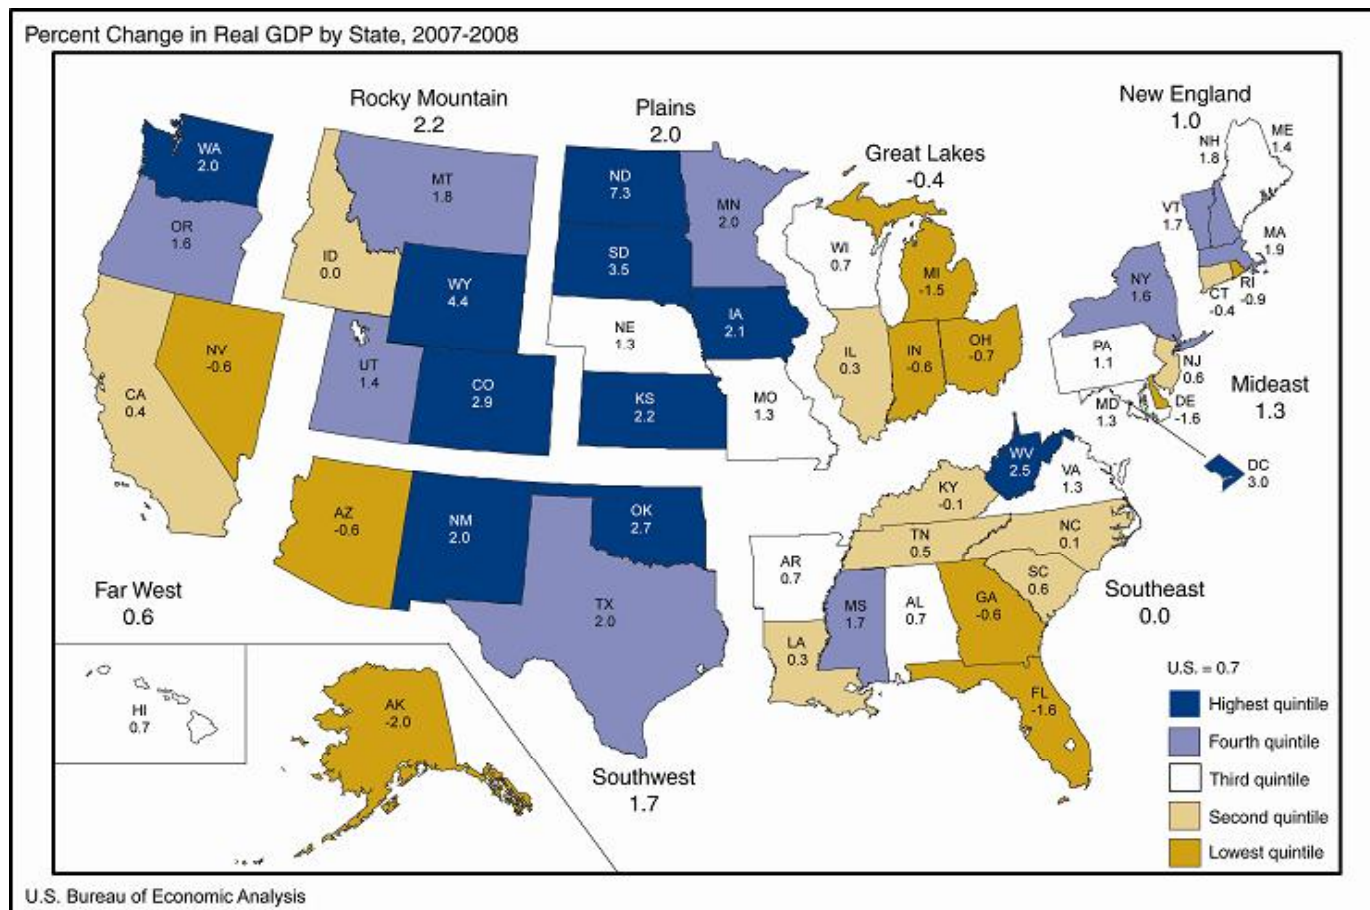 Percent Change in Real GDP by State, 2007-2008
Rocky Mountain
2.2
Plains
2.0
New England
1.0
Great Lakes
-0.4
WA
2.0
OR
1.6
ID
0.0
MT
1.8
WY
4.4
NV
-0.6
CA
0.4
UT
1.4
CO
2.9
ND
7.3
SD
3.5
MN
2.0
NE
1.3
IA
2.1
KS
2.2
MO
1.3
WI
0.7
MI
-1.5
IL
0.3
IN
-0.6
OH
-0.7
NH
1.8
ME
1.4
VT
1.7
MA
1.9
RI
-0.9
CT
-0.4
NY
1.6
PA
1.1
NJ
0.6
MD
1.3
DE
-1.6
Mideast
1.3
DC
3.0
AZ
-0.6
NM
2.0
OK
2.7
TX
2.0
WV
2.5
VA
1.3
KY
-0.1
TN
0.5
NC
0.1
SC
0.6
AR
0.7
LA
0.3
MS
1.7
AL
0.7
GA
-0.6
FL
-1.6
Southeast
0.0
Far West
0.6
HI
0.7
AK
-2.0
Southwest
1.7
U.S. = 0.7
Highest quintile
Fourth quintile
Third quintile
Second quintile
Lowest quintile
U.S. Bureau of Economic Analysis